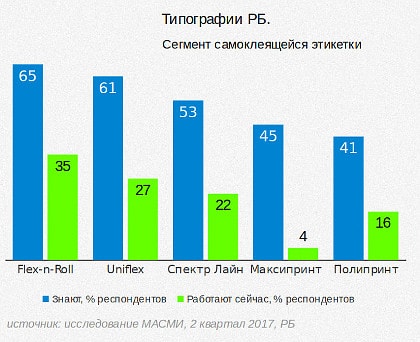 Типографии РБ.
Сегмент самоклеящейся этикетки
65 35 61 27 53 22 45 4 41 16
Flex-n-Roll Uniflex Спектр Лайн Максипринт Полипринт
Знают, % респондентов Работают сейчас, % респондентов
источник: исследование МАСМИ, 2 квартал 2017, РБ